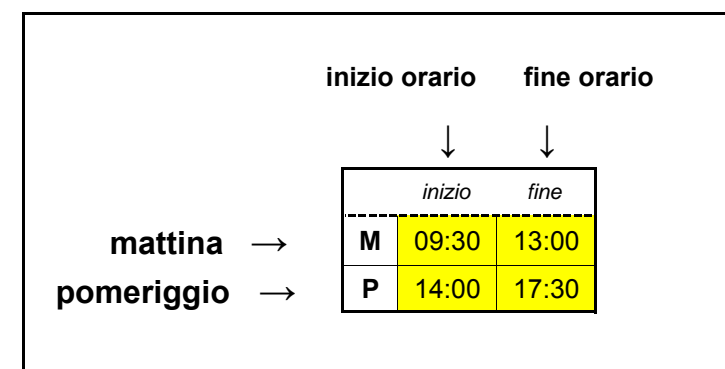 inizio orario fine orario
↓ ↓
inizio fine
mattina → M 09:30 13:00
pomeriggio → P 14:00 17:30